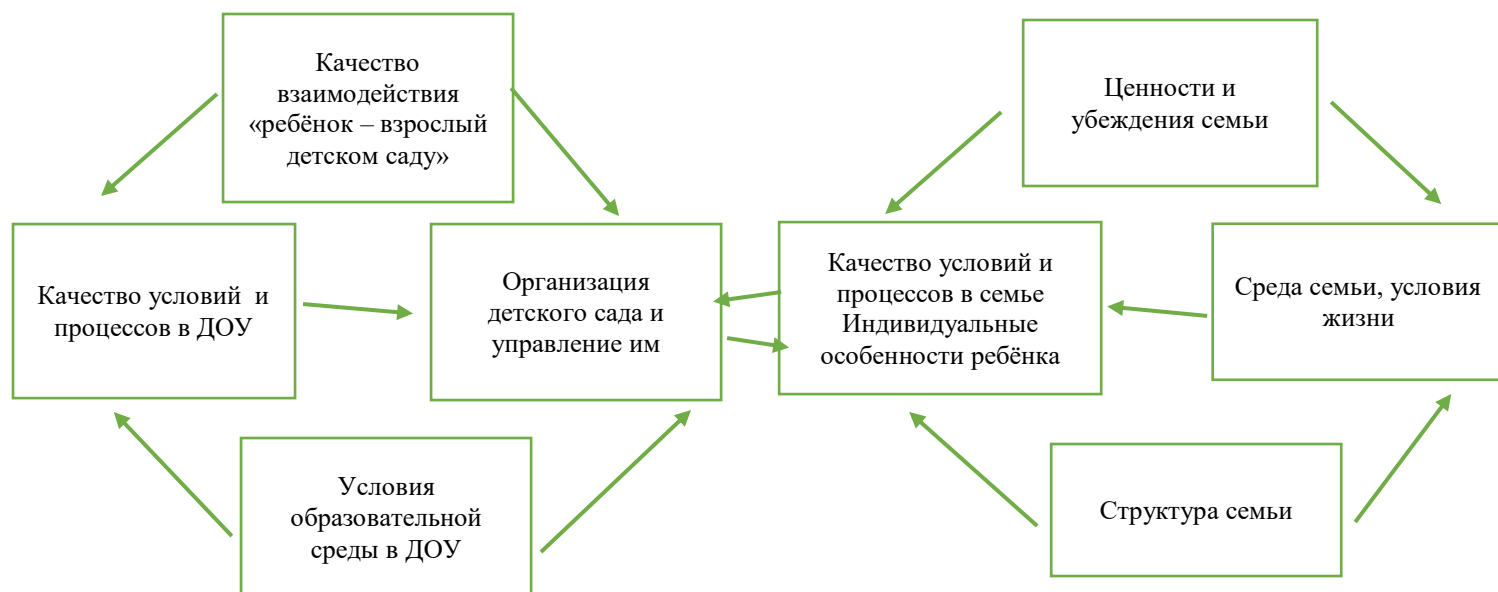 Качество
взаимодействия
«ребёнок – взрослый
детском саду»
Ценности и
убеждения семьи
Качество условий и
процессов в ДОУ
Организация
детского сада и
управление им
Качество условий и
процессов в семье
Индивидуальные
особенности ребёнка
Среда семьи, условия
жизни
Условия
образовательной
среды в ДОУ
Структура семьи